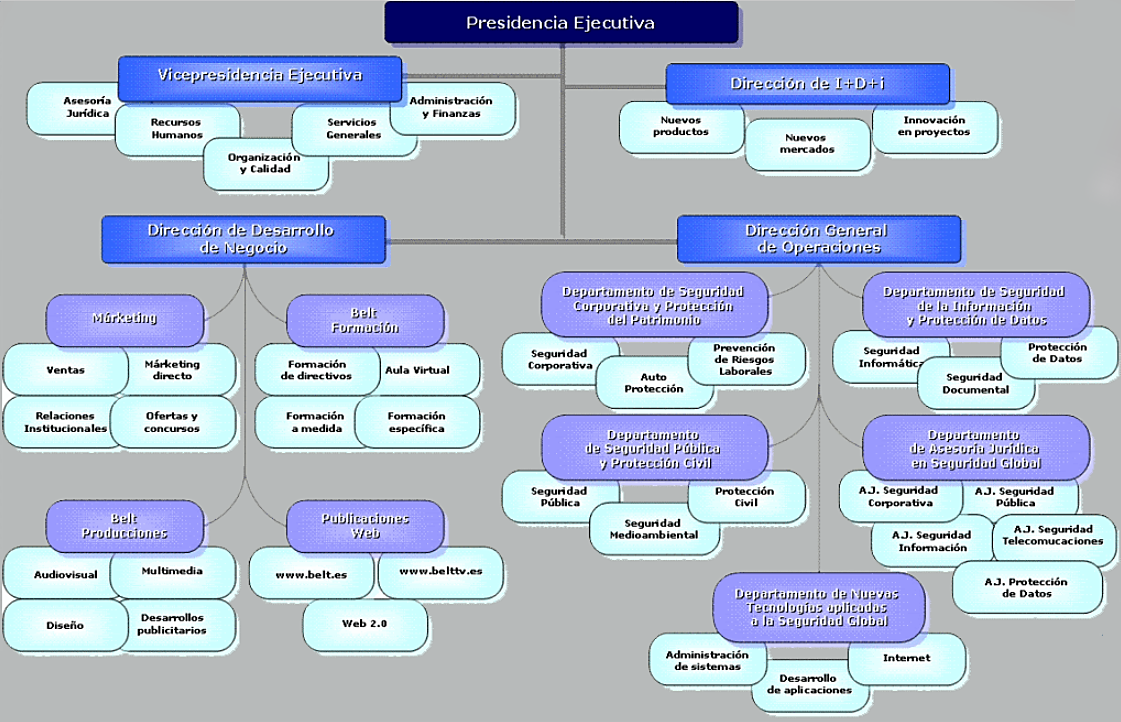 Presidencia Ejecutiva
Vicepresidencia Ejecutiva
Asesoría
Jurídica
Recursos
Humanos
Organización
y Calidad
Servicios
Generales
Administración
y Finanzas
Dirección de I+D+i
Nuevos
productos
Nuevos
mercados
Innovación
en proyectos
Dirección de Desarrollo
de Negocio
Márketing
Ventas
Márketing
directo
Relaciones
Institucionales
Ofertas y
concursos
Belt
Formación
Formación
de directivos
Aula Virtual
Formación
a medida
Formación
específica
Belt
Producciones
Audiovisual
Multimedia
Diseño
Desarrollos
publicitarios
Publicaciones
Web
www.belt.es
www.belttv.es
Web 2.0
Dirección General
de Operaciones
Departamento de Seguridad
Corporativa y Protección
del Patrimonio
Seguridad
Corporativa
Auto
Protección
Prevención
de Riesgos
Laborales
Departamento de Seguridad
de la Información
y Protección de Datos
Seguridad
Informática
Seguridad
Documental
Protección
de Datos
Departamento
de Seguridad Pública
y Protección Civil
Seguridad
Pública
Seguridad
Medioambiental
Protección
Civil
Departamento
de Asesoría Jurídica
en Seguridad Global
A.J. Seguridad
Corporativa
A.J. Seguridad
Pública
A.J. Seguridad
Información
A.J. Seguridad
Telecomucaciones
A.J. Protección
de Datos
Departamento de Nuevas
Tecnologías aplicadas
a la Seguridad Global
Administración
de sistemas
Desarrollo
de aplicaciones
Internet